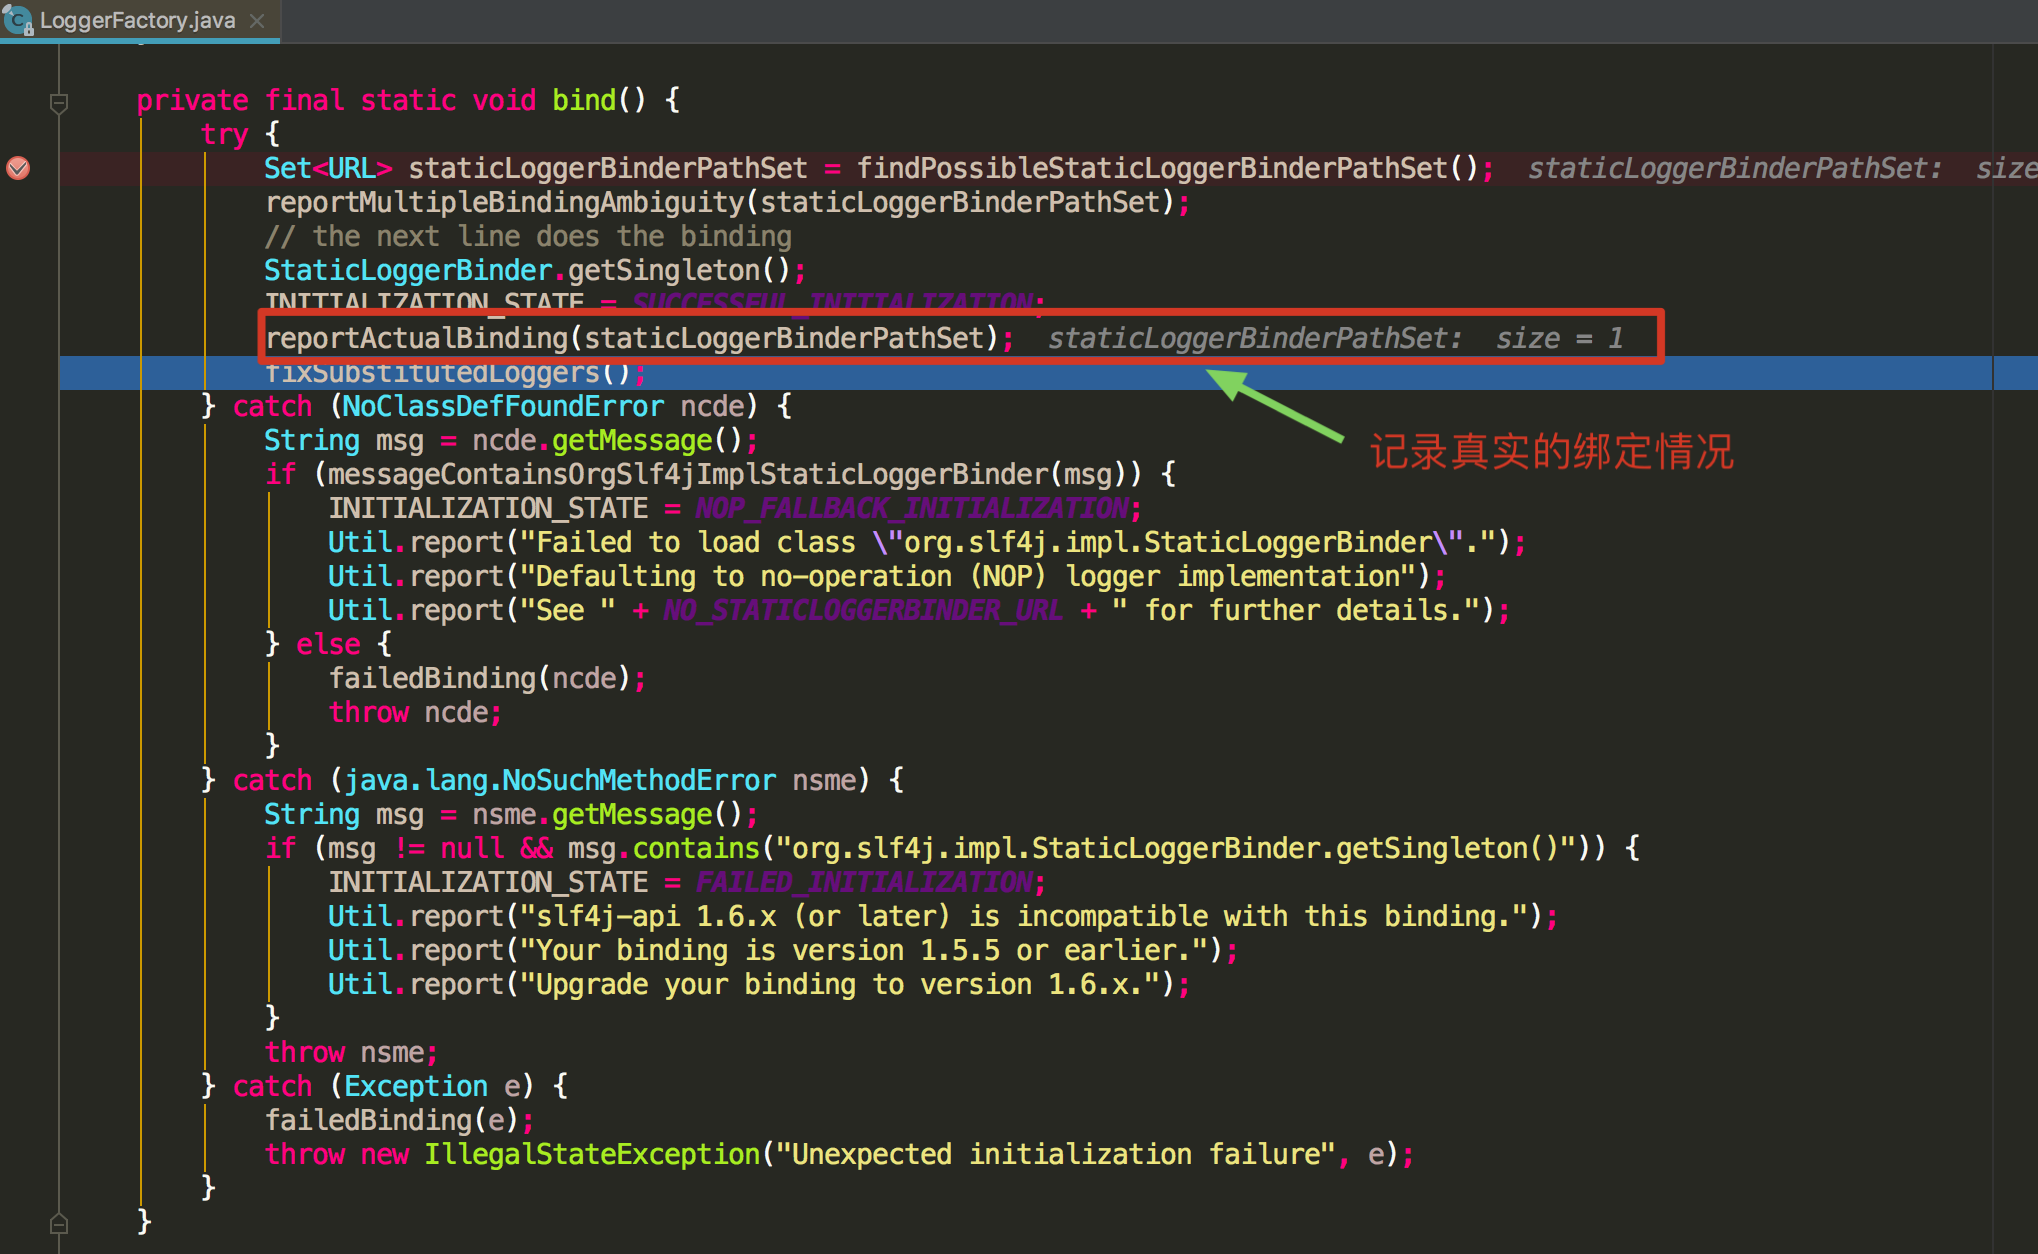 LoggerFactory.java
private final static void bind() {
try {
Set<URL> staticLoggerBinderPathSet = findPossibleStaticLoggerBinderPathSet(); staticLoggerBinderPathSet: size
reportMultipleBindingAmbiguity(staticLoggerBinderPathSet);
// the next line does the binding
StaticLoggerBinder.getSingleton();
INITIALIZATION_STATE = SUCCESSFUL_INITIALIZATION;
reportActualBinding(staticLoggerBinderPathSet); staticLoggerBinderPathSet: size = 1
fixSubstitutedLoggers();
} catch (NoClassDefFoundError ncde) {
String msg = ncde.getMessage();
记录真实的绑定情况
if (messageContainsOrgSlf4jImplStaticLoggerBinder(msg)) {
INITIALIZATION_STATE = NOP_FALLBACK_INITIALIZATION;
Util.report("Failed to load class \"org.slf4j.impl.StaticLoggerBinder\".");
Util.report("Defaulting to no-operation (NOP) logger implementation");
Util.report("See " + NO_STATICLOGGERBINDER_URL + " for further details.");
} else {
failedBinding(ncde);
throw ncde;
}
} catch (java.lang.NoSuchMethodError nsme) {
String msg = nsme.getMessage();
if (msg != null && msg.contains("org.slf4j.impl.StaticLoggerBinder.getSingleton()")) {
INITIALIZATION_STATE = FAILED_INITIALIZATION;
Util.report("slf4j-api 1.6.x (or later) is incompatible with this binding.");
Util.report("Your binding is version 1.5.5 or earlier.");
Util.report("Upgrade your binding to version 1.6.x.");
}
throw nsme;
} catch (Exception e) {
failedBinding(e);
throw new IllegalStateException("Unexpected initialization failure", e);
}
}